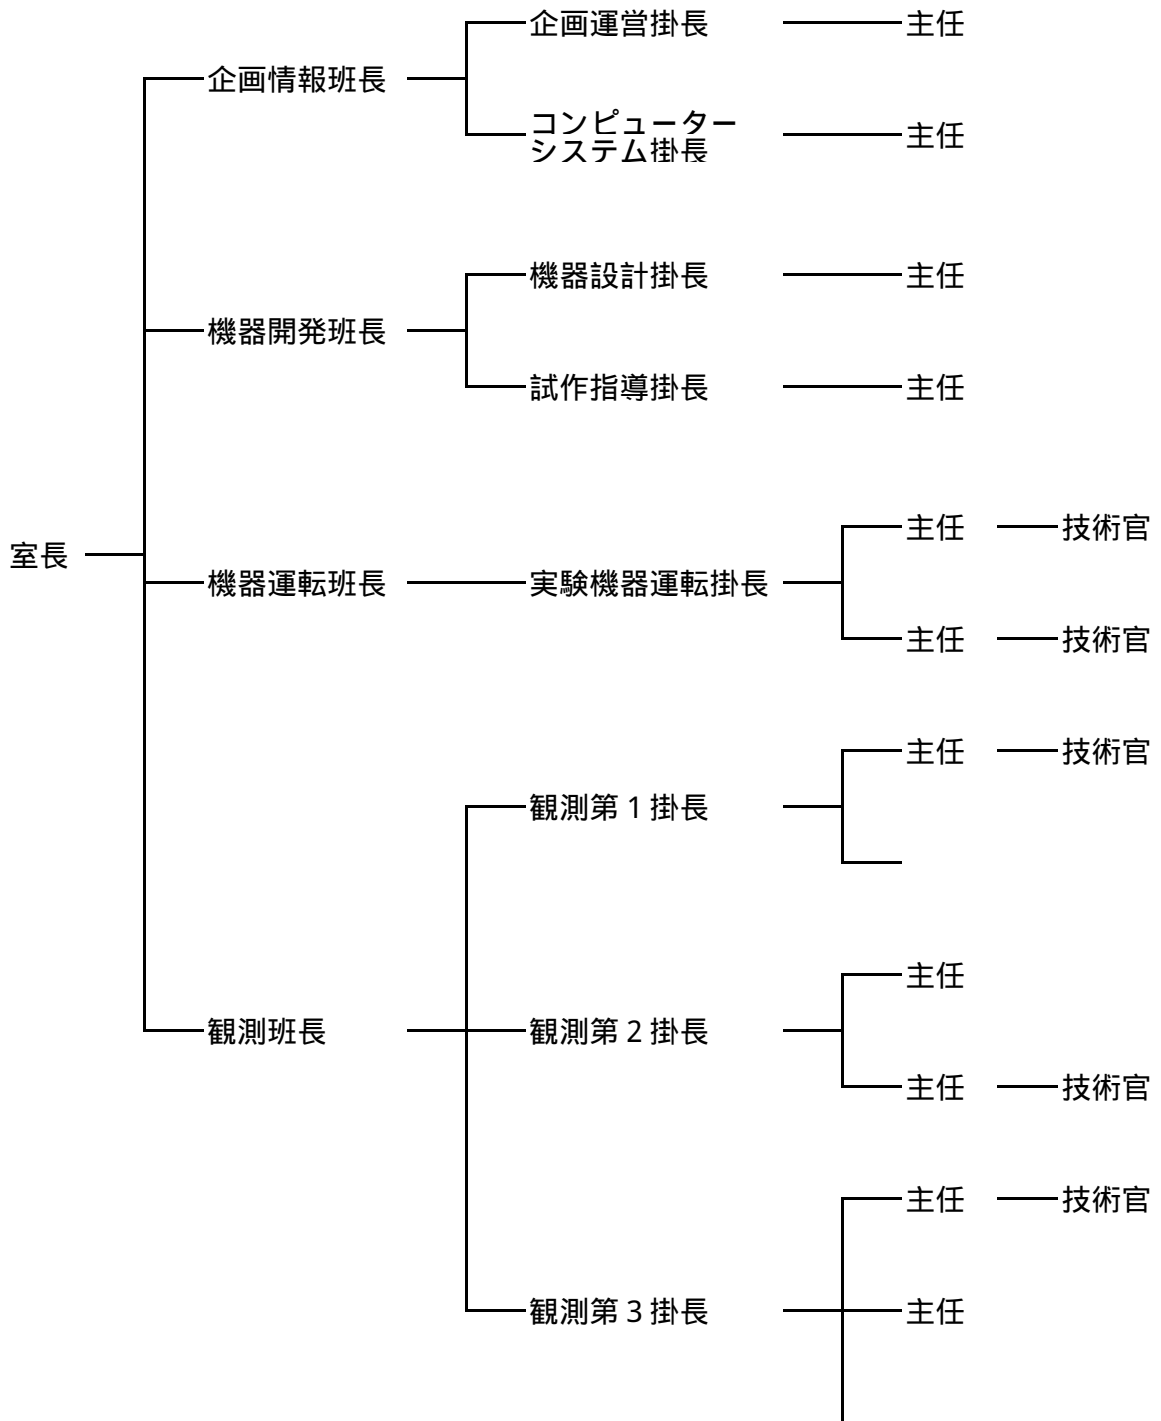 企画運営掛長 主任
企画情報班長
コンピューター
システム掛長 主任
機器設計掛長 主任
機器開発班長
試作指導掛長 主任
主任 技術官
室長
機器運転班長 実験機器運転掛長
主任 技術官
主任 技術官
観測第1掛長
主任
観測班長 観測第2掛長
主任 技術官
主任 技術官
観測第3掛長 主任